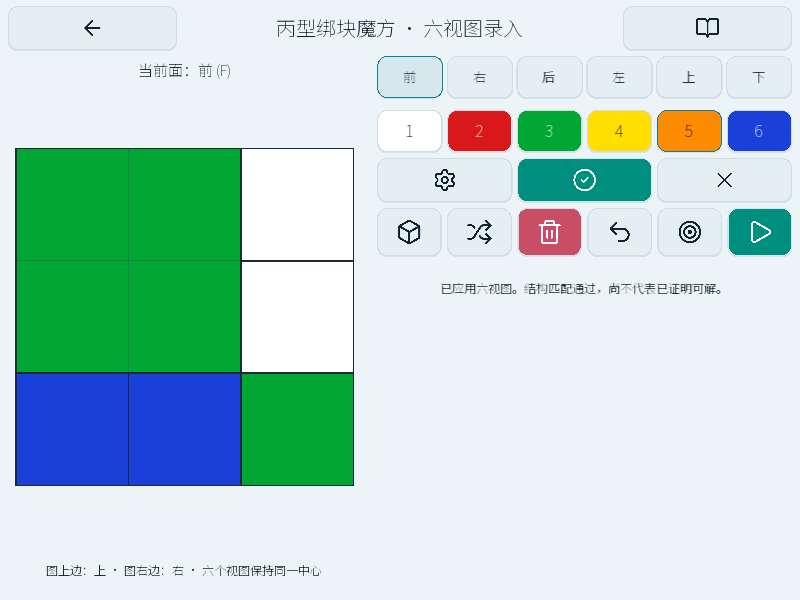 丙型绑块魔方 · 六视图录入
当前面：前 (F)
前 右 后 左 上 下
1 2 3 4 5 6
已应用六视图。结构匹配通过，尚不代表已证明可解。
图上边：上 · 图右边：右 · 六个视图保持同一中心